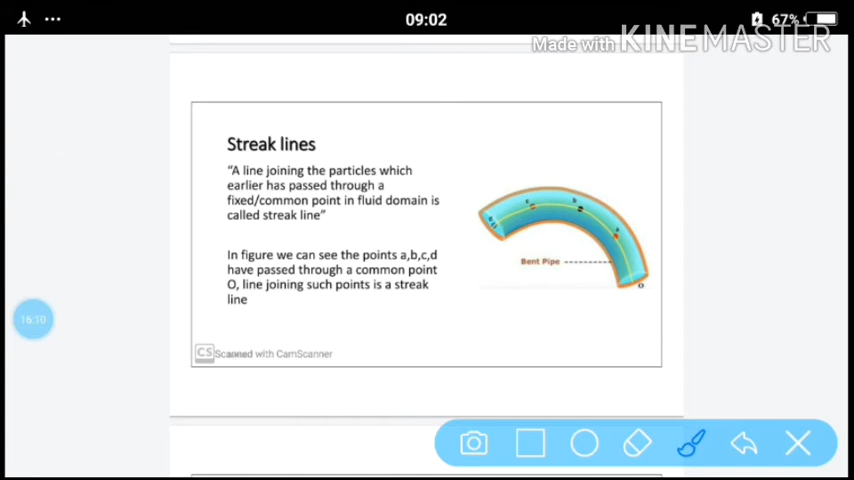 09:02
67%
Made with KINEMASTER
Streak lines
“A line joining the particles which
earlier has passed through a
fixed/common point in fluid domain is
called streak line”
In figure we can see the points a,b,c,d
have passed through a common point
O, line joining such points is a streak
line
c
b
a
Bent Pipe
O
16:10
CS Scanned with CamScanner